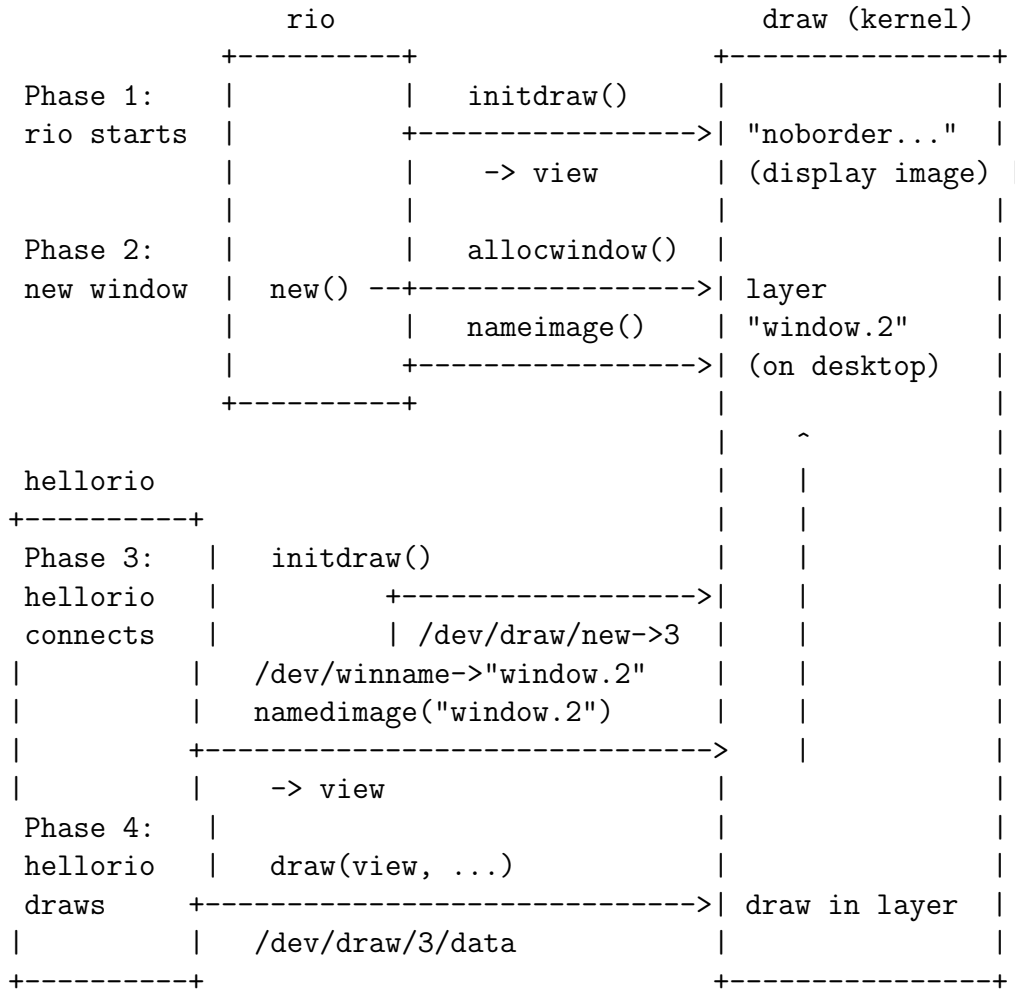 rio                          draw (kernel)
             +----------+                  +----------------+
 Phase 1:    |          |   initdraw()     |                |
 rio starts  |          +----------------->| "noborder..."  |
             |          |    -> view       | (display image) |
             |          |                  |                |
 Phase 2:    |          |   allocwindow()  |                |
 new window  |  new() --+----------------->| layer          |
             |          |   nameimage()    | "window.2"     |
             |          +----------------->| (on desktop)   |
             +----------+                  |                |
                                           |    ^           |
 hellorio                                  |    |           |
+----------+                               |    |           |
 Phase 3:   |   initdraw()                 |    |           |
 hellorio   |          +------------------>|    |           |
 connects   |          | /dev/draw/new->3  |    |           |
|          |   /dev/winname->"window.2"         |           |
|          |   namedimage("window.2")      |    |           |
|          +------------------------------->    |           |
|          |    -> view                    |                |
 Phase 4:   |                              |                |
 hellorio   |   draw(view, ...)            |                |
 draws     +------------------------------>| draw in layer  |
|          |   /dev/draw/3/data            |                |
+----------+                               +----------------+